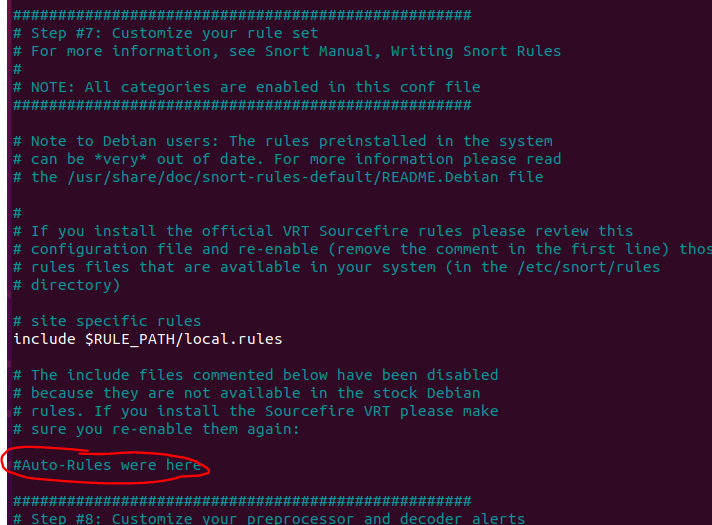 ###################################################
# Step #7: Customize your rule set
# For more information, see Snort Manual, Writing Snort Rules
#
# NOTE: All categories are enabled in this conf file
###################################################
# Note to Debian users: The rules preinstalled in the system
# can be *very* out of date. For more information please read
# the /usr/share/doc/snort-rules-default/README.Debian file
#
# If you install the official VRT Sourcefire rules please review this
# configuration file and re-enable (remove the comment in the first line) thos
# rules files that are available in your system (in the /etc/snort/rules
# directory)
# site specific rules
include $RULE_PATH/local.rules
# The include files commented below have been disabled
# because they are not available in the stock Debian
# rules. If you install the Sourcefire VRT please make
# sure you re-enable them again:
#Auto-Rules were here
###################################################
# Step #8: Customize your preprocessor and decoder alerts